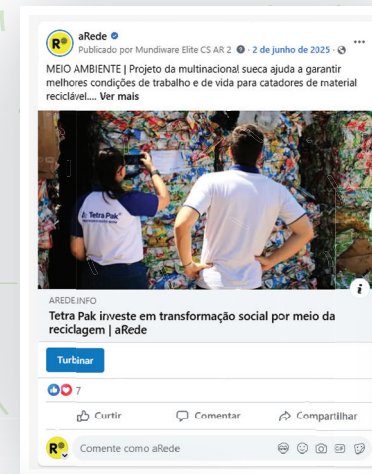 aRede
Publicado por Mundiware Elite CS AR 2 · 2 de junho de 2025 ·
MEIO AMBIENTE | Projeto da multinacional sueca ajuda a garantir
melhores condições de trabalho e de vida para catadores de material
reciclável.... Ver mais
Tetra Pak
AREDE.INFO
Tetra Pak investe em transformação social por meio da
reciclagem | aRede
Turbinar
7
Curtir Comentar Compartilhar
Comente como aRede